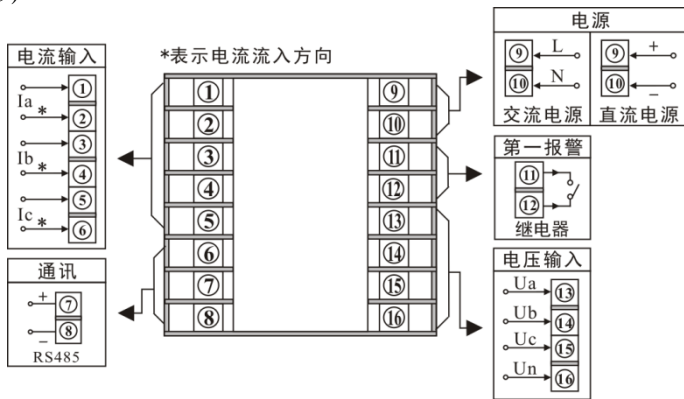 电流输入
①
Ia
* ②
③
Ib
* ④
⑤
Ic
* ⑥
通讯
+ ⑦
− ⑧
RS485
*表示电流流入方向
① ⑨
② ⑩
③ ⑪
④ ⑫
⑤ ⑬
⑥ ⑭
⑦ ⑮
⑧ ⑯
电源
⑨ L
⑩ N
交流电源
⑨ +
⑩ −
直流电源
第一报警
⑪
⑫
继电器
电压输入
Ua ⑬
Ub ⑭
Uc ⑮
Un ⑯